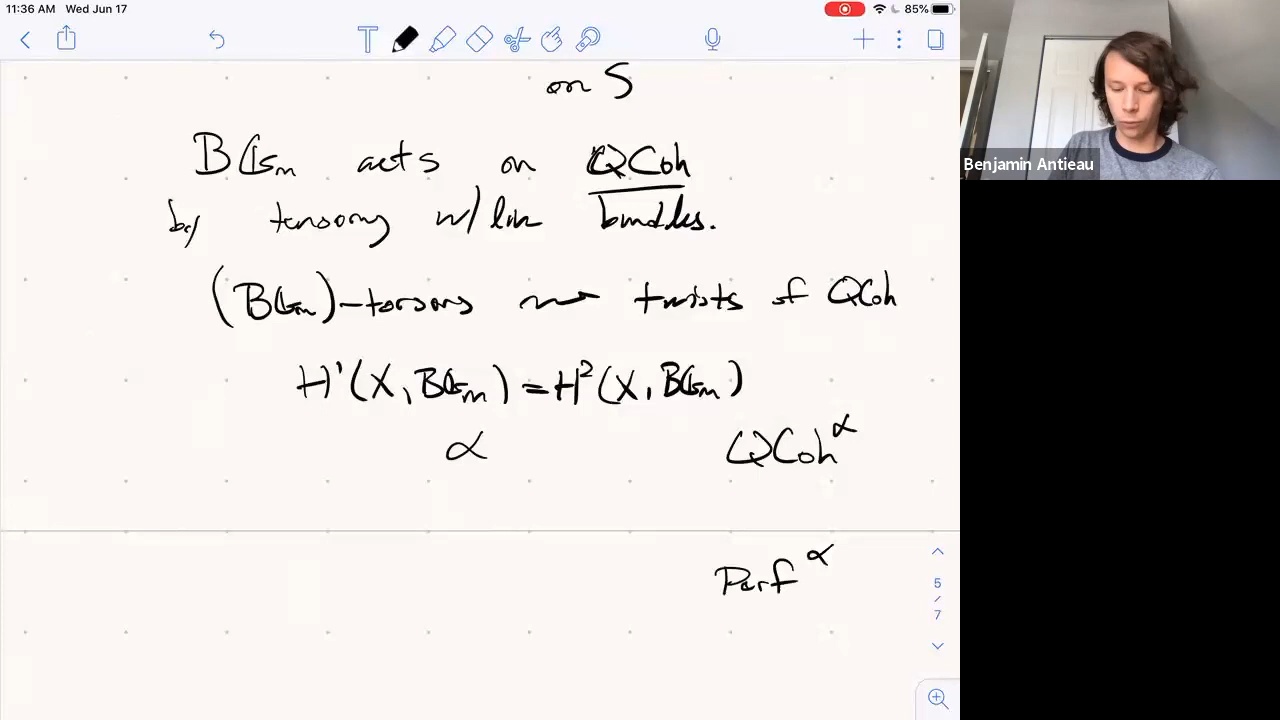 11:36 AM Wed Jun 17
85%
on S
BGm acts on QCoh
by tensoring w/ line bundles.
(BGm)-torsors ⇝ twists of QCoh
H¹(X, BGm) = H²(X, BGm)
α QCoh^α
Perf^α
5
/
7
Benjamin Antieau